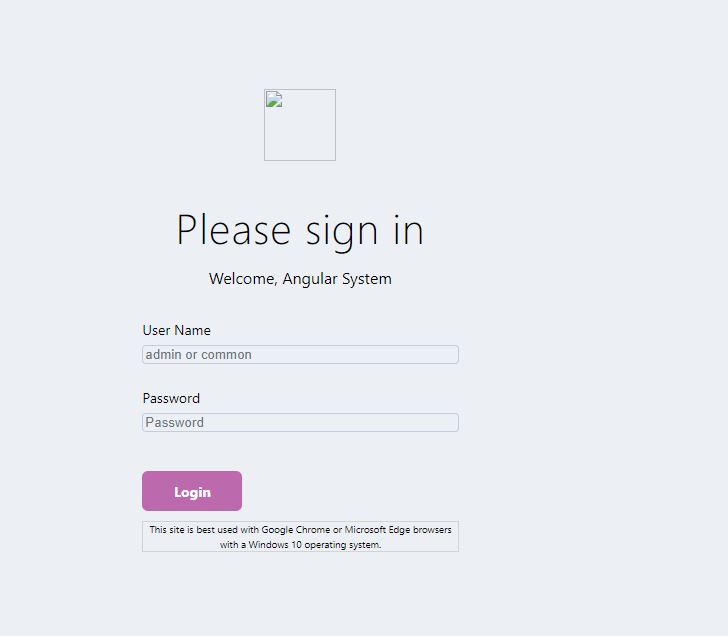 Please sign in
Welcome, Angular System
User Name
admin or common
Password
Password
Login
This site is best used with Google Chrome or Microsoft Edge browsers
with a Windows 10 operating system.